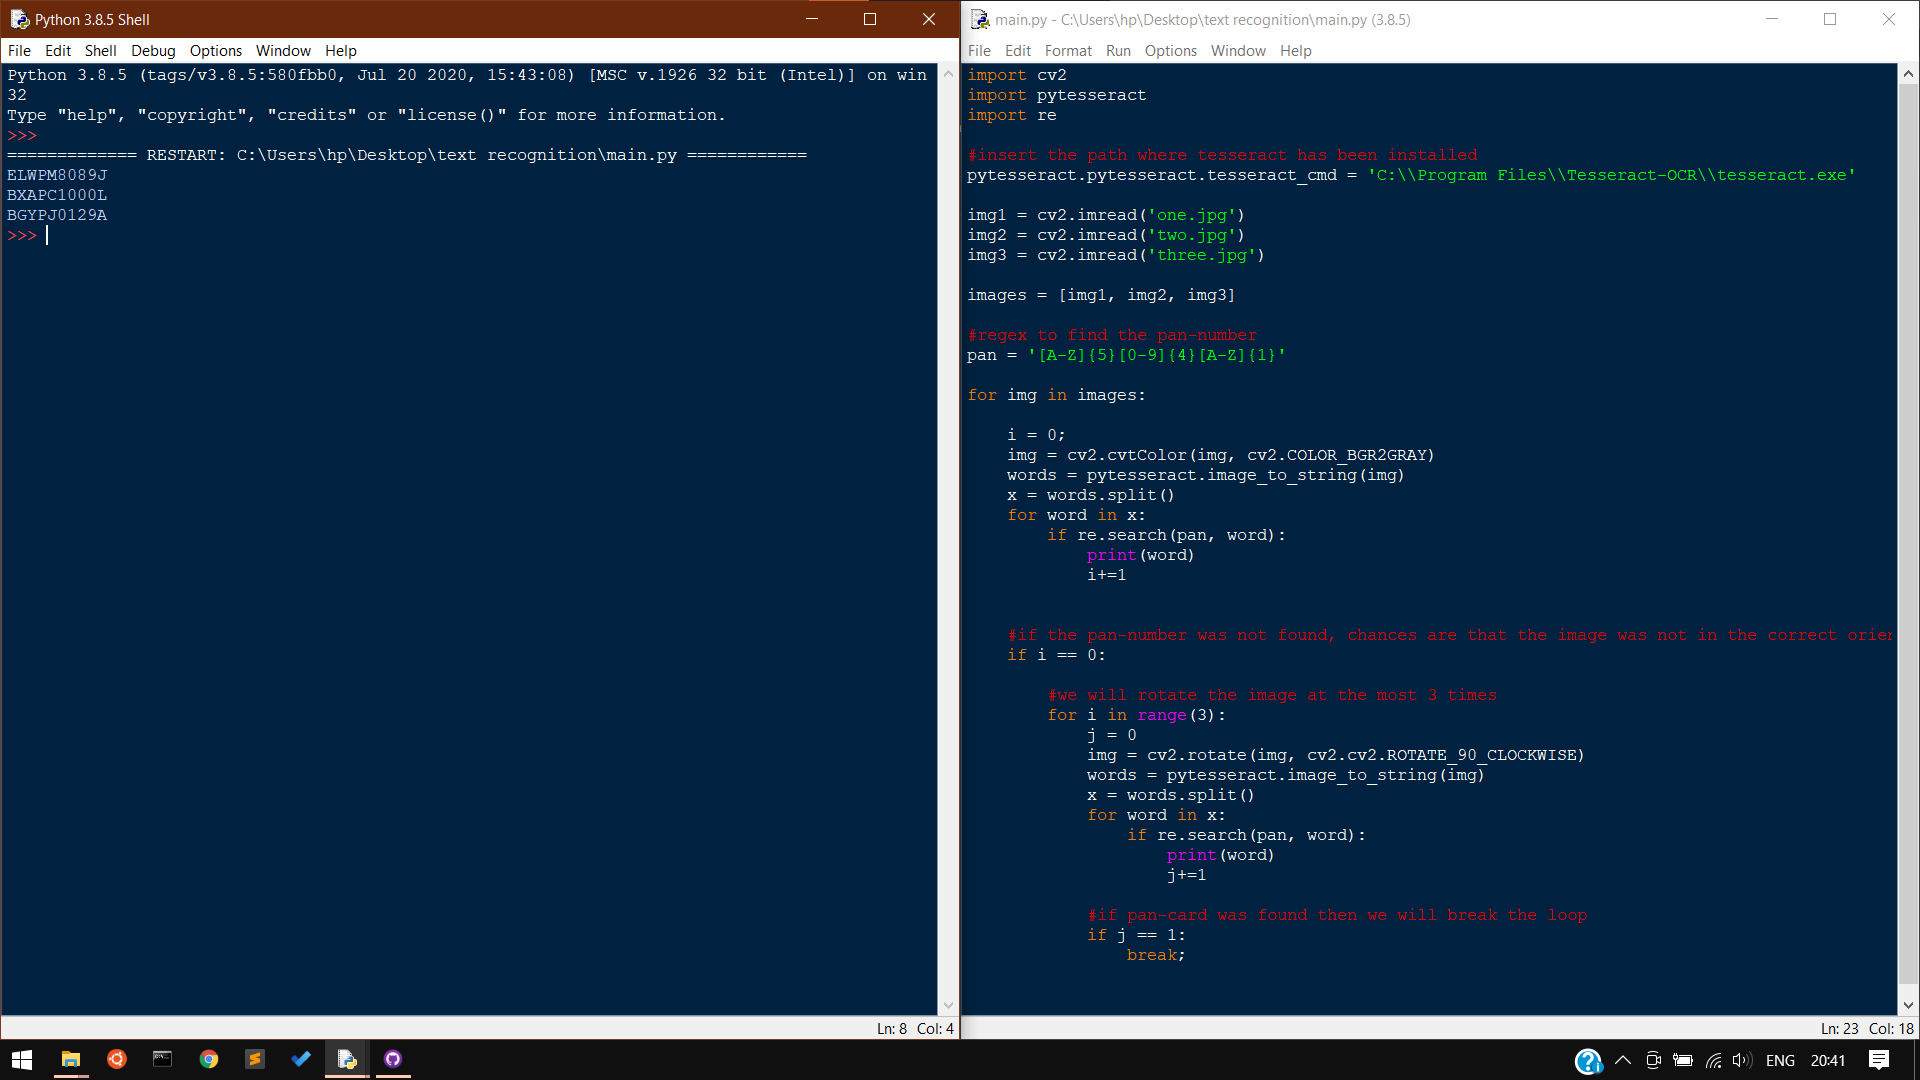 Python 3.8.5 Shell
File Edit Shell Debug Options Window Help
Python 3.8.5 (tags/v3.8.5:580fbb0, Jul 20 2020, 15:43:08) [MSC v.1926 32 bit (Intel)] on win
32
Type "help", "copyright", "credits" or "license()" for more information.
>>>
============= RESTART: C:\Users\hp\Desktop\text recognition\main.py ============
ELWPM8089J
BXAPC1000L
BGYPJ0129A
>>>
Ln: 8 Col: 4
main.py - C:\Users\hp\Desktop\text recognition\main.py (3.8.5)
File Edit Format Run Options Window Help
import cv2
import pytesseract
import re
#insert the path where tesseract has been installed
pytesseract.pytesseract.tesseract_cmd = 'C:\\Program Files\\Tesseract-OCR\\tesseract.exe'
img1 = cv2.imread('one.jpg')
img2 = cv2.imread('two.jpg')
img3 = cv2.imread('three.jpg')
images = [img1, img2, img3]
#regex to find the pan-number
pan = '[A-Z]{5}[0-9]{4}[A-Z]{1}'
for img in images:
    i = 0;
    img = cv2.cvtColor(img, cv2.COLOR_BGR2GRAY)
    words = pytesseract.image_to_string(img)
    x = words.split()
    for word in x:
        if re.search(pan, word):
            print(word)
            i+=1
    #if the pan-number was not found, chances are that the image was not in the correct orien
    if i == 0:
        #we will rotate the image at the most 3 times
        for i in range(3):
            j = 0
            img = cv2.rotate(img, cv2.cv2.ROTATE_90_CLOCKWISE)
            words = pytesseract.image_to_string(img)
            x = words.split()
            for word in x:
                if re.search(pan, word):
                    print(word)
                    j+=1
            #if pan-card was found then we will break the loop
            if j == 1:
                break;
Ln: 23 Col: 18
ENG 20:41